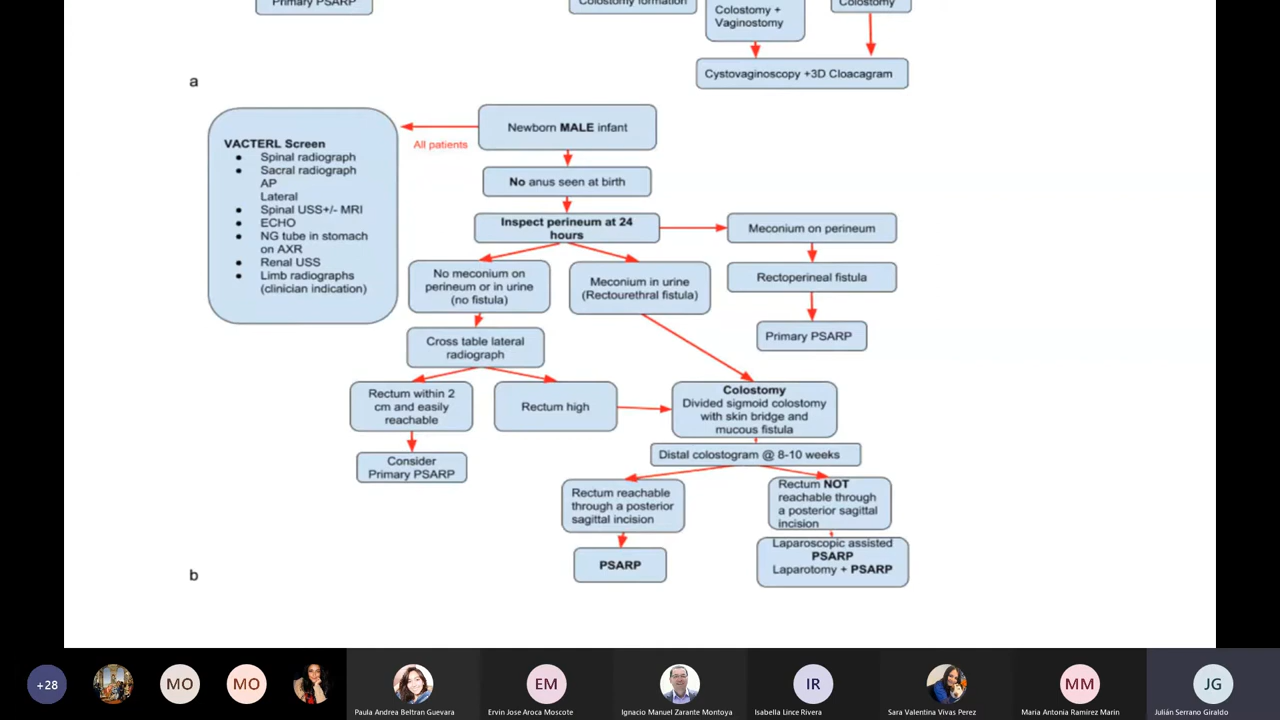 Primary PSARP
Colostomy formation
Colostomy +
Vaginostomy
Colostomy
Cystovaginoscopy +3D Cloacagram
a
Newborn MALE infant
All patients
VACTERL Screen
● Spinal radiograph
● Sacral radiograph
AP
Lateral
● Spinal USS+/- MRI
● ECHO
● NG tube in stomach
on AXR
● Renal USS
● Limb radiographs
(clinician indication)
No anus seen at birth
Inspect perineum at 24
hours
Meconium on perineum
No meconium on
perineum or in urine
(no fistula)
Meconium in urine
(Rectourethral fistula)
Rectoperineal fistula
Primary PSARP
Cross table lateral
radiograph
Rectum within 2
cm and easily
reachable
Rectum high
Colostomy
Divided sigmoid colostomy
with skin bridge and
mucous fistula
Consider
Primary PSARP
Distal colostogram @ 8-10 weeks
Rectum reachable
through a posterior
sagittal incision
Rectum NOT
reachable through
a posterior sagittal
incision
PSARP
Laparoscopic assisted
PSARP
Laparotomy + PSARP
b
+28
MO
MO
Paula Andrea Beltran Guevara
EM
Ervin Jose Aroca Moscote
Ignacio Manuel Zarante Montoya
IR
Isabella Lince Rivera
Sara Valentina Vivas Perez
MM
Maria Antonia Ramirez Marin
JG
Julián Serrano Giraldo